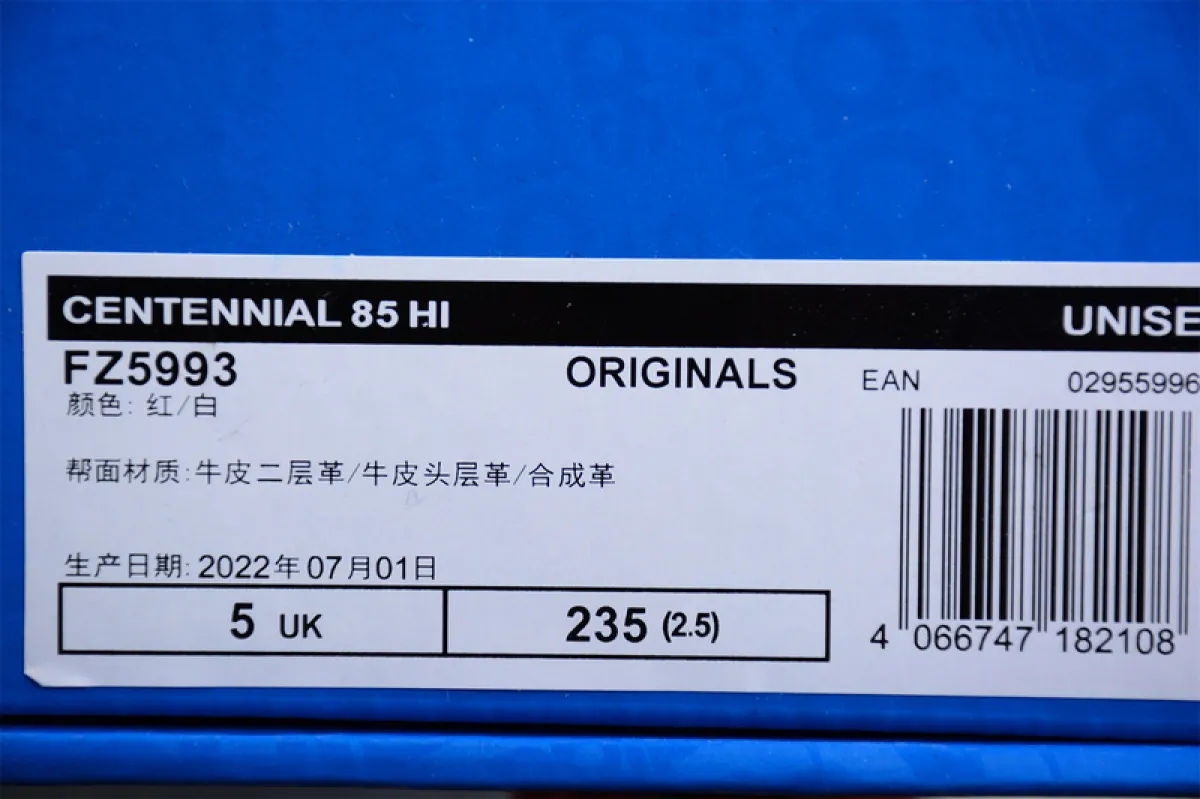 CENTENNIAL 85 HI
UNISE
FZ5993
ORIGINALS
EAN
02955996
颜色: 红/白
帮面材质:牛皮二层革/牛皮头层革/合成革
生产日期: 2022年07月01日
5 UK
235 (2.5)
4 066747 182108